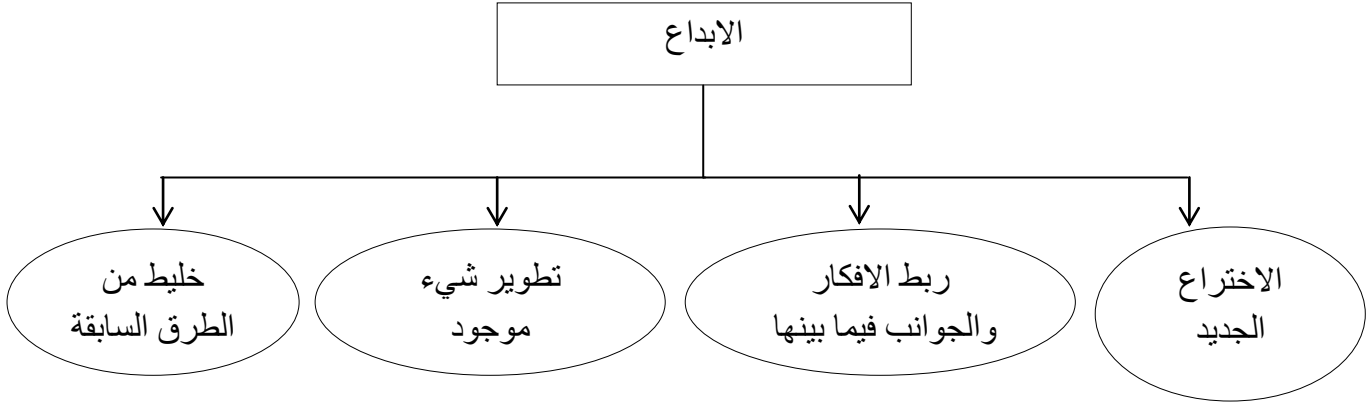 الابداع
الاختراع
الجديد
ربط الافكار
والجوانب فيما بينها
تطوير شيء
موجود
خليط من
الطرق السابقة